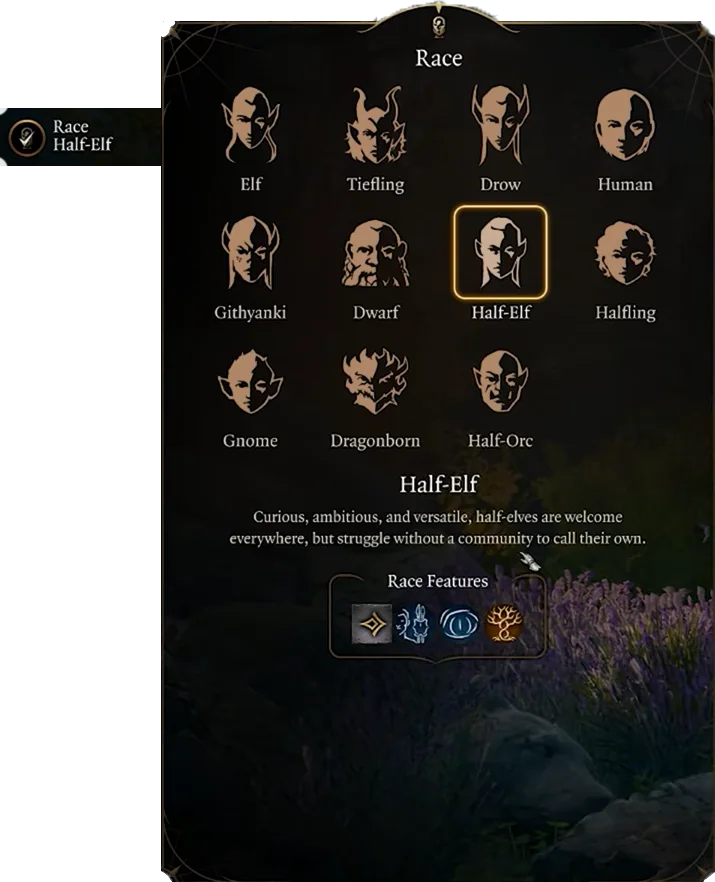 Race
Race
Half-Elf
Elf
Tiefling
Drow
Human
Githyanki
Dwarf
Half-Elf
Halfling
Gnome
Dragonborn
Half-Orc
Half-Elf
Curious, ambitious, and versatile, half-elves are welcome
everywhere, but struggle without a community to call their own.
Race Features